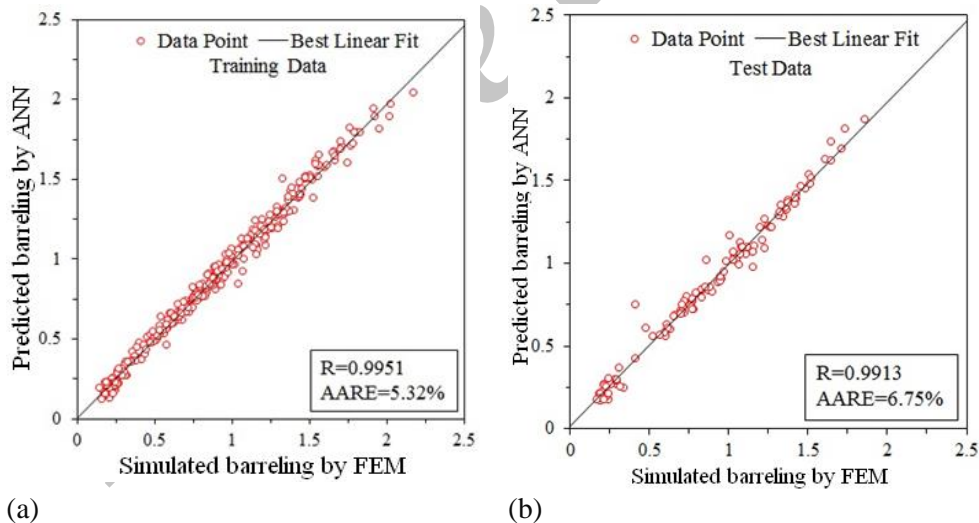 Data Point Best Linear Fit
Training Data
Predicted barreling by ANN
2.5
2
1.5
1
0.5
0
R=0.9951
AARE=5.32%
0 0.5 1 1.5 2 2.5
Simulated barreling by FEM
(a)
Data Point Best Linear Fit
Test Data
Predicted barreling by ANN
2.5
2
1.5
1
0.5
0
R=0.9913
AARE=6.75%
0 0.5 1 1.5 2 2.5
Simulated barreling by FEM
(b)